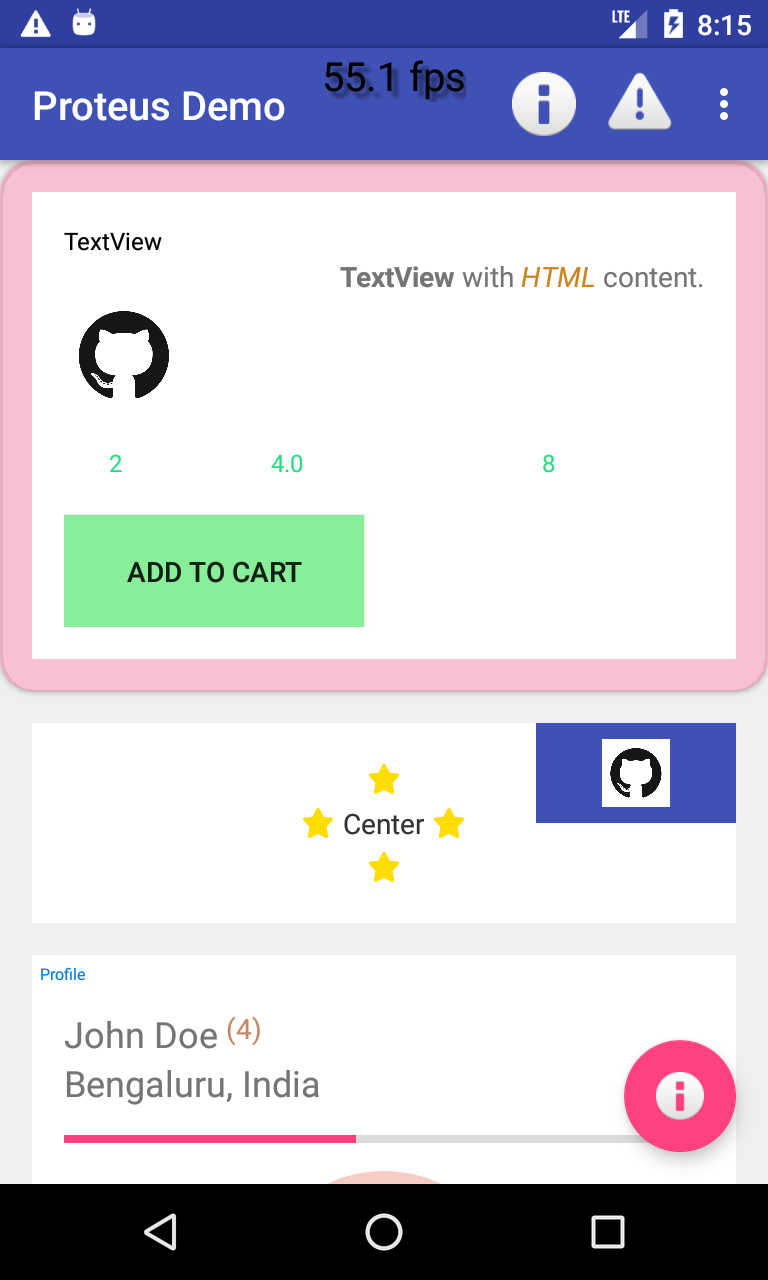 LTE 8:15
55.1 fps
Proteus Demo
TextView
TextView with HTML content.
2 4.0 8
ADD TO CART
Center
Profile
John Doe (4)
Bengaluru, India